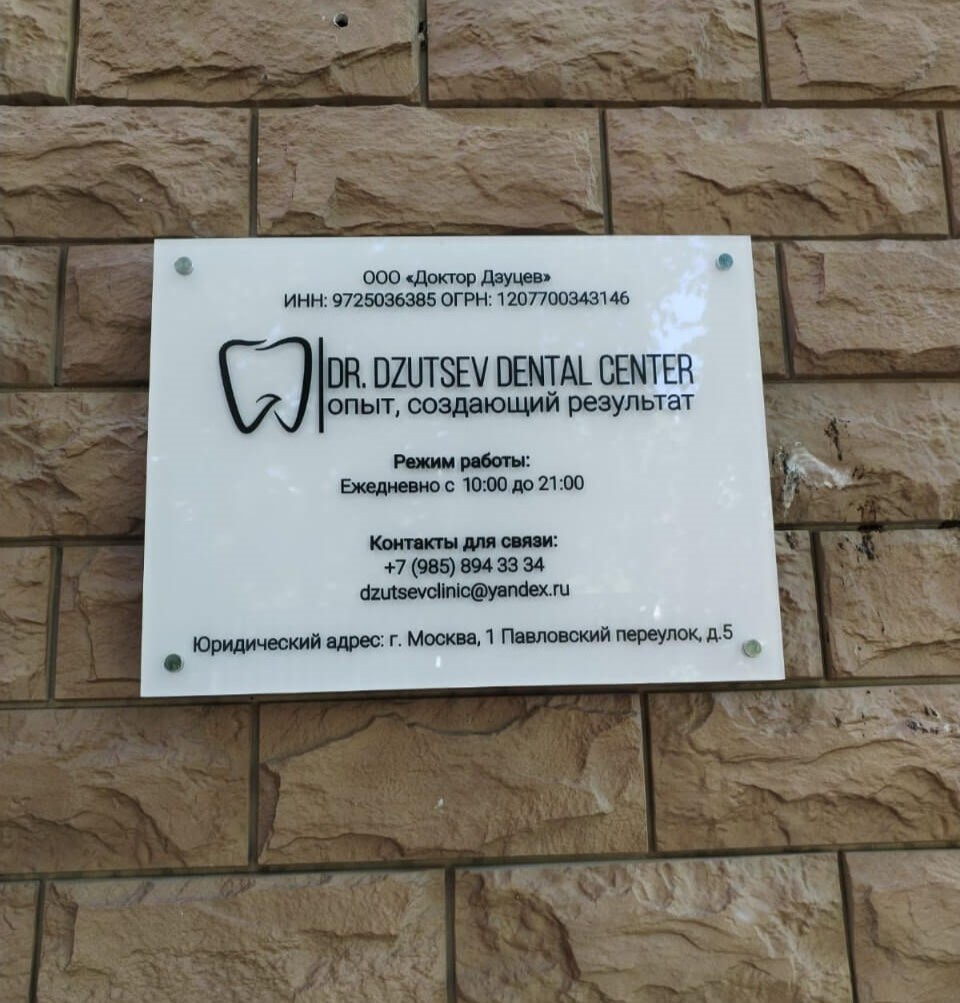 ООО «Доктор Дзуцев»
ИНН: 9725036385 ОГРН: 1207700343146
DR. DZUTSEV DENTAL CENTER
опыт, создающий результат
Режим работы:
Ежедневно с 10:00 до 21:00
Контакты для связи:
+7 (985) 894 33 34
dzutsevclinic@yandex.ru
Юридический адрес: г. Москва, 1 Павловский переулок, д.5